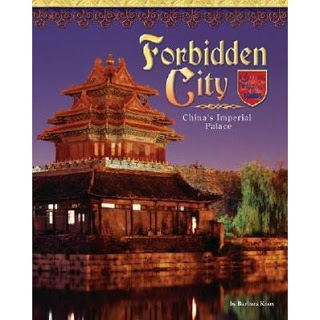 Forbidden
City
China's Imperial
Palace
by Barbara Knox